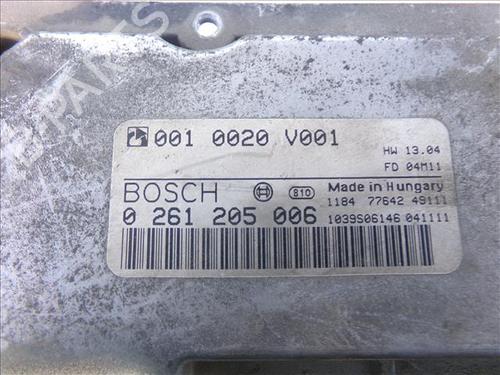 001 0020 V001
HW 13.04
FD 04M11
BOSCH 810 Made in Hungary
1184 77642 49111
0 261 205 006 1039S06146 041111